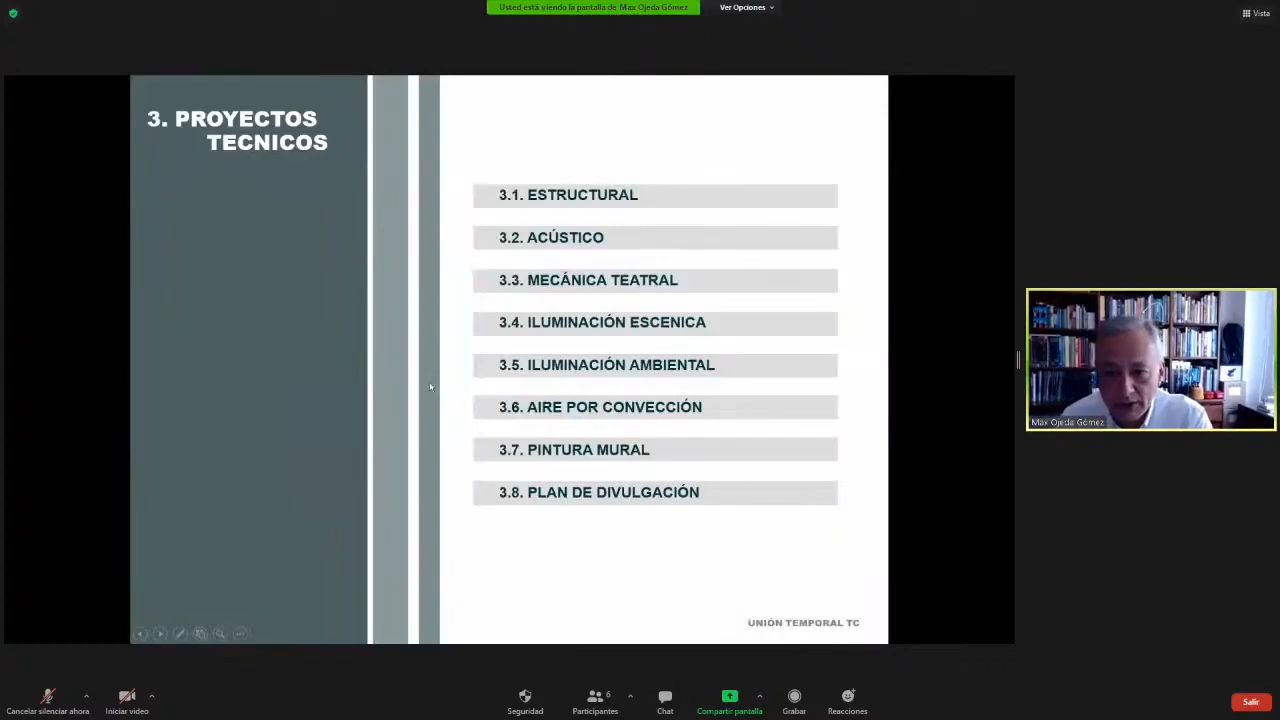 Usted está viendo la pantalla de Max Ojeda Gómez
Ver Opciones
Vista
3. PROYECTOS
TECNICOS
3.1. ESTRUCTURAL
3.2. ACÚSTICO
3.3. MECÁNICA TEATRAL
3.4. ILUMINACIÓN ESCENICA
3.5. ILUMINACIÓN AMBIENTAL
3.6. AIRE POR CONVECCIÓN
3.7. PINTURA MURAL
3.8. PLAN DE DIVULGACIÓN
UNIÓN TEMPORAL TC
Max Ojeda Gómez
Cancelar silenciar ahora
Iniciar video
Seguridad
Participantes
6
Chat
Compartir pantalla
Grabar
Reacciones
Salir